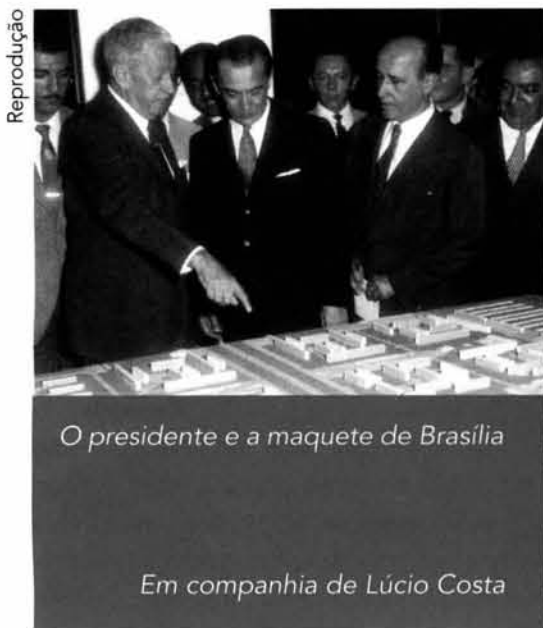 Reprodução
O presidente e a maquete de Brasília
Em companhia de Lúcio Costa